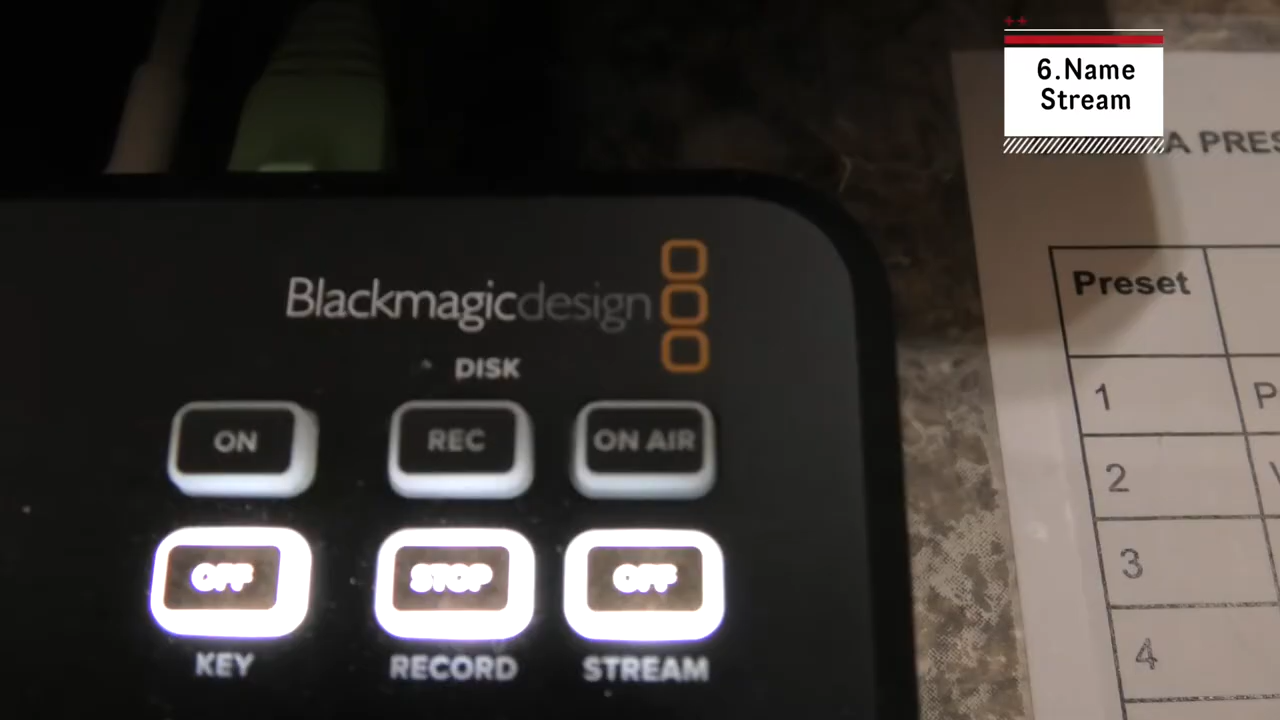 ++
6.Name
Stream
A PRES
Blackmagicdesign
DISK
ON
REC
ON AIR
OFF
STOP
OFF
KEY
RECORD
STREAM
Preset
1 P
2
3
4